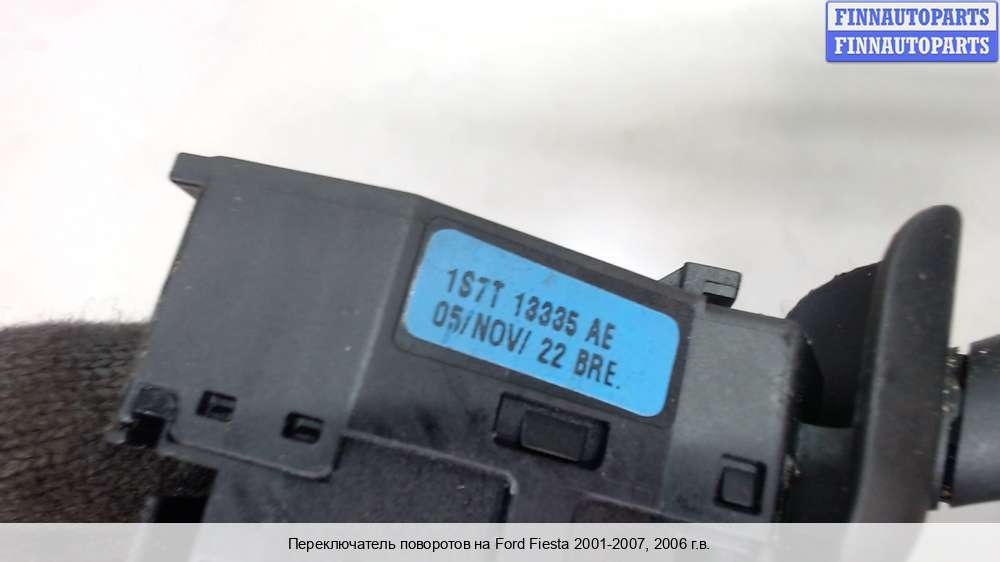 FINNAUTOPARTS
FINNAUTOPARTS
1S7T 13335 AE
05/NOV/ 22 BRE.
Переключатель поворотов на Ford Fiesta 2001-2007, 2006 г.в.